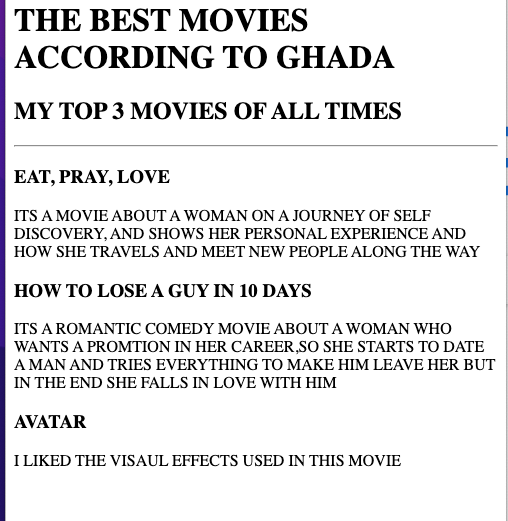 THE BEST MOVIES
ACCORDING TO GHADA
MY TOP 3 MOVIES OF ALL TIMES
EAT, PRAY, LOVE
ITS A MOVIE ABOUT A WOMAN ON A JOURNEY OF SELF
DISCOVERY, AND SHOWS HER PERSONAL EXPERIENCE AND
HOW SHE TRAVELS AND MEET NEW PEOPLE ALONG THE WAY
HOW TO LOSE A GUY IN 10 DAYS
ITS A ROMANTIC COMEDY MOVIE ABOUT A WOMAN WHO
WANTS A PROMTION IN HER CAREER,SO SHE STARTS TO DATE
A MAN AND TRIES EVERYTHING TO MAKE HIM LEAVE HER BUT
IN THE END SHE FALLS IN LOVE WITH HIM
AVATAR
I LIKED THE VISAUL EFFECTS USED IN THIS MOVIE